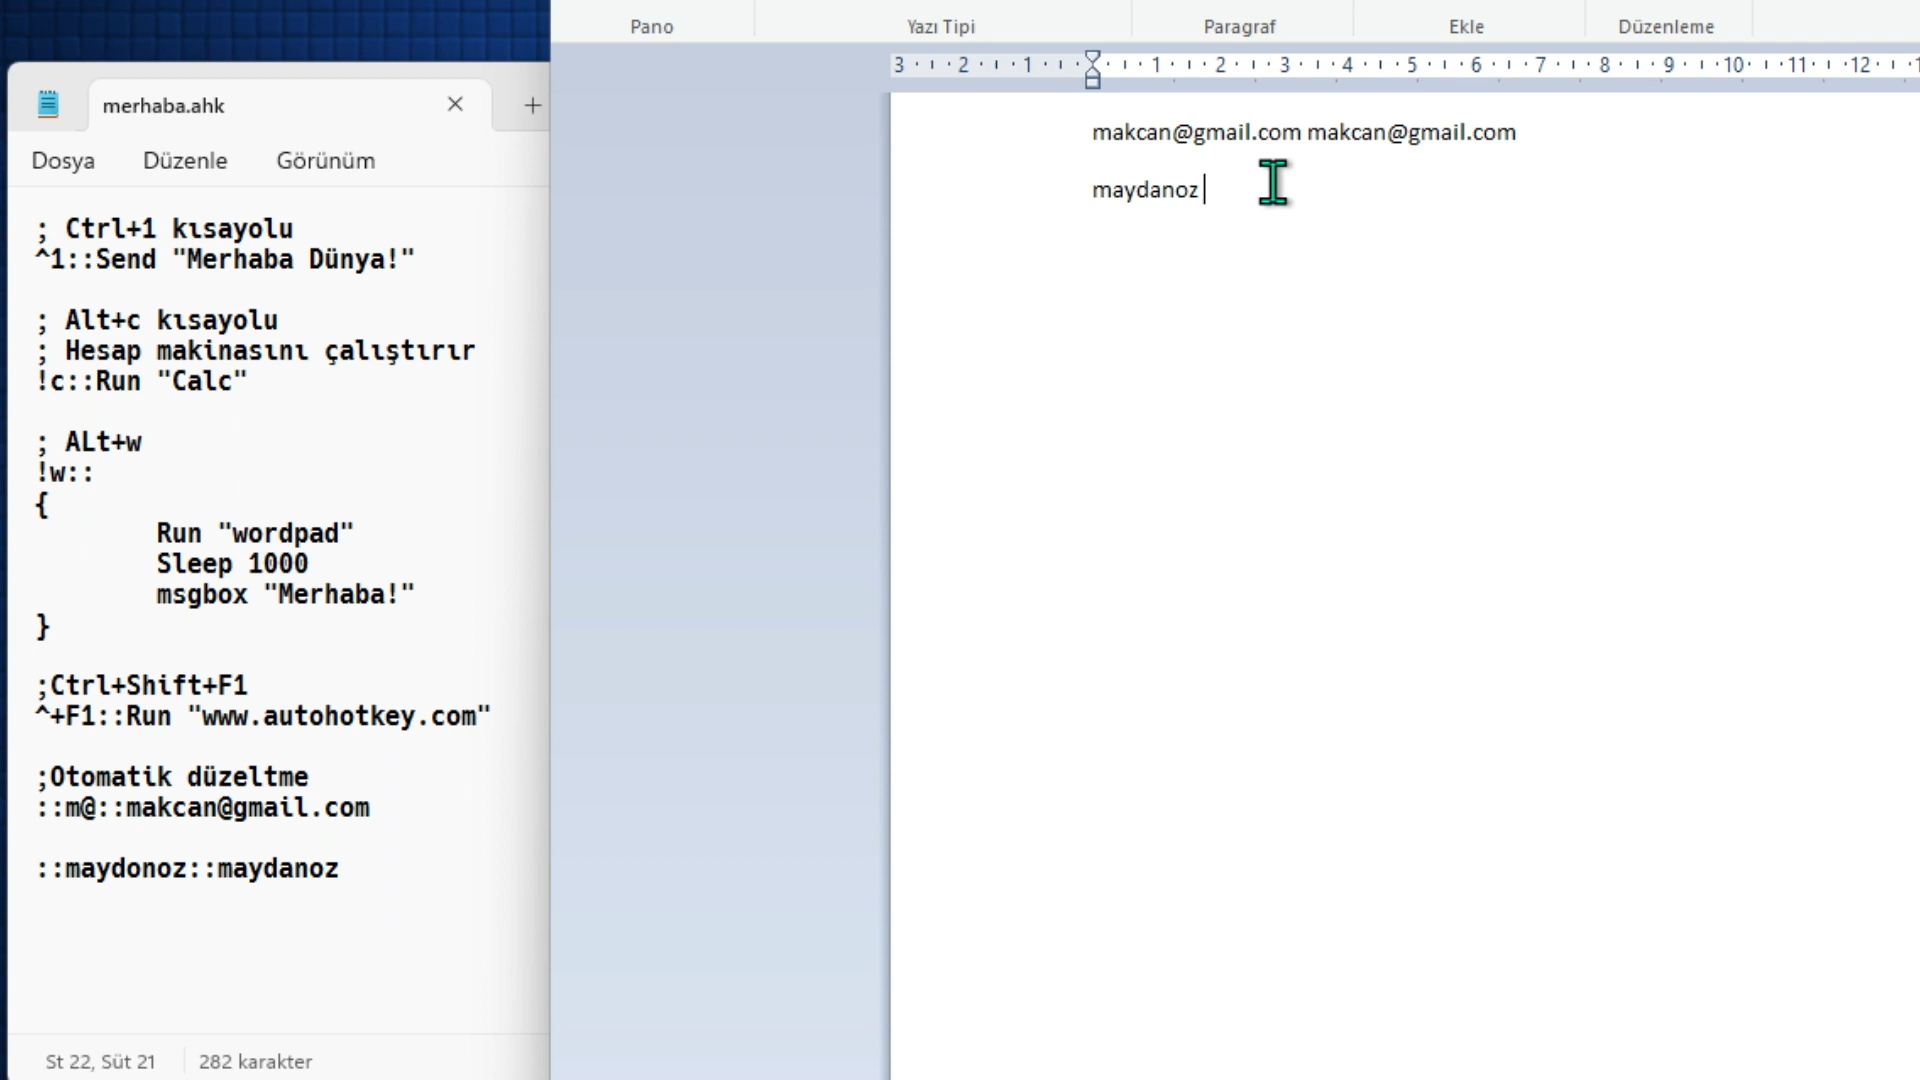 merhaba.ahk
Dosya Düzenle Görünüm
; Ctrl+1 kısayolu
^1::Send "Merhaba Dünya!"
; Alt+c kısayolu
; Hesap makinasını çalıştırır
!c::Run "Calc"
; ALt+w
!w::
{
Run "wordpad"
Sleep 1000
msgbox "Merhaba!"
}
;Ctrl+Shift+F1
^+F1::Run "www.autohotkey.com"
;Otomatik düzeltme
::m@::makcan@gmail.com
::maydonoz::maydanoz
St 22, Süt 21 282 karakter
Pano Yazı Tipi Paragraf Ekle Düzenleme
3 2 1 1 2 3 4 5 6 7 8 9 10 11 12
makcan@gmail.com makcan@gmail.com
maydanoz